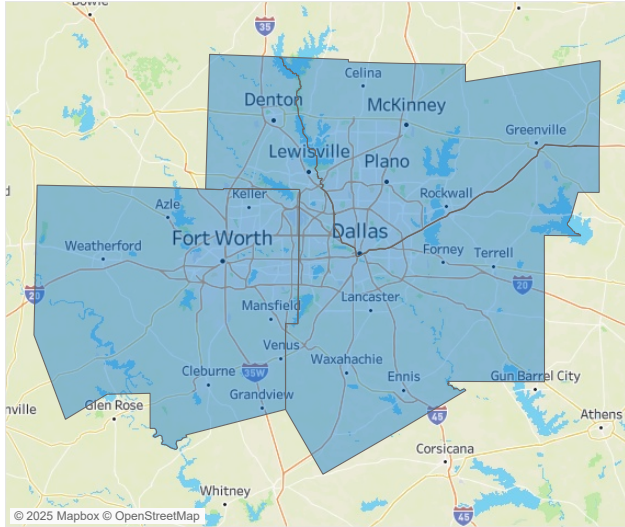 Bowie
35
Celina
Denton
McKinney
Greenville
Lewisville
Plano
Keller
Rockwall
Azle
Fort Worth
Dallas
Weatherford
Forney
Terrell
20
20
Lancaster
Mansfield
Venus
Waxahachie
Cleburne
35W
Ennis
Gun Barrel City
Grandview
nville
Glen Rose
45
Athens
Corsicana
Whitney
45
© 2025 Mapbox © OpenStreetMap